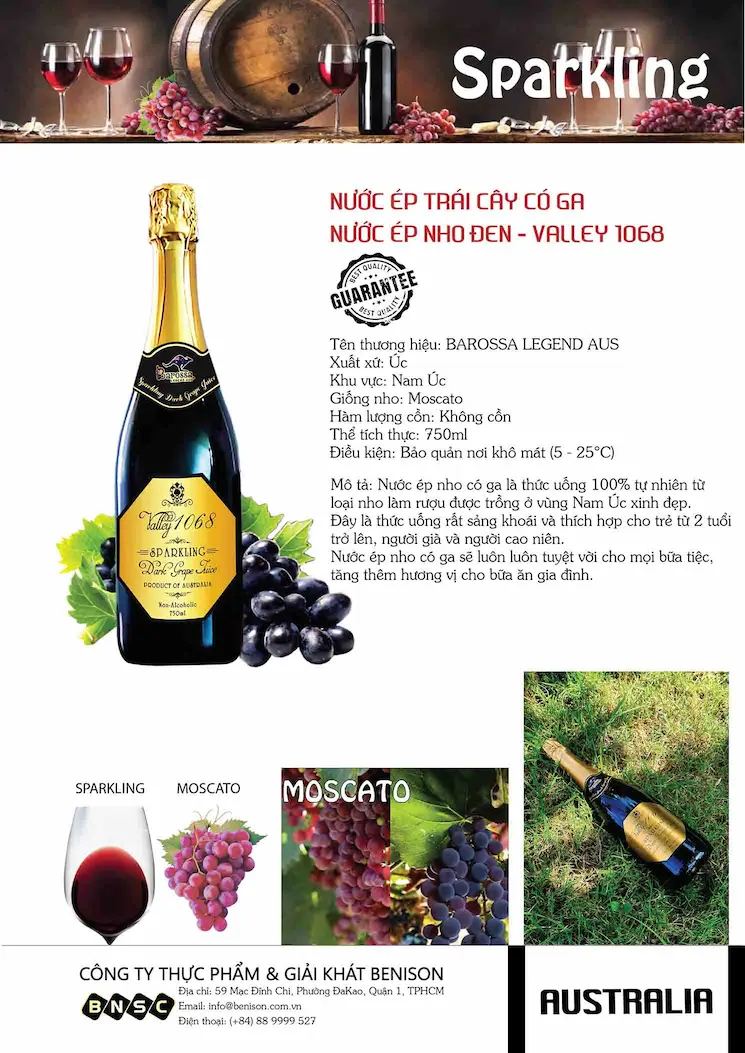 Sparkling
NƯỚC ÉP TRÁI CÂY CÓ GA
NƯỚC ÉP NHO ĐEN - VALLEY 1068
BEST QUALITY
GUARANTEE
BEST QUALITY
Tên thương hiệu: BAROSSA LEGEND AUS
Xuất xứ: Úc
Khu vực: Nam Úc
Giống nho: Moscato
Hàm lượng cồn: Không cồn
Thể tích thực: 750ml
Điều kiện: Bảo quản nơi khô mát (5 - 25°C)
Mô tả: Nước ép nho có ga là thức uống 100% tự nhiên từ
loại nho làm rượu được trồng ở vùng Nam Úc xinh đẹp.
Đây là thức uống rất sảng khoái và thích hợp cho trẻ từ 2 tuổi
trở lên, người già và người cao niên.
Nước ép nho có ga sẽ luôn luôn tuyệt vời cho mọi bữa tiệc,
tăng thêm hương vị cho bữa ăn gia đình.
BAROSSA
Sparkling Dark Grape Juice
Valley 1068
SPARKLING
Dark Grape Juice
PRODUCT OF AUSTRALIA
Non-Alcoholic
750ml
SPARKLING
MOSCATO
MOSCATO
CÔNG TY THỰC PHẨM & GIẢI KHÁT BENISON
BNSC
Địa chỉ: 59 Mạc Đĩnh Chi, Phường ĐaKao, Quận 1, TPHCM
Email: info@benison.com.vn
Điện thoại: (+84) 88 9999 527
AUSTRALIA